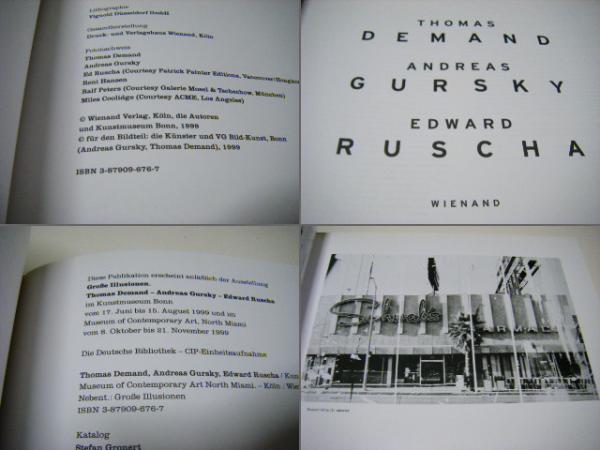 Lithographie
Vignold Düsseldorf GmbH
Gesamtherstellung
Druck- und Verlagshaus Wienand, Köln
Fotonachweis
Thomas Demand
Andreas Gursky
Ed Ruscha (Courtesy Patrick Painter Editions, Vancouver/Hongkong
Reni Hansen
Ralf Peters (Courtesy Galerie Mosel & Tschechow, München)
Miles Coolidge (Courtesy ACME, Los Angeles)
© Wienand Verlag, Köln, die Autoren
und Kunstmuseum Bonn, 1999
© für den Bildteil: die Künstler und VG Bild-Kunst, Bonn
(Andreas Gursky, Thomas Demand), 1999
ISBN 3-87909-676-7
THOMAS
DEMAND
ANDREAS
GURSKY
EDWARD
RUSCHA
WIENAND
Diese Publikation erscheint anläßlich der Ausstellung
Große Illusionen.
Thomas Demand – Andreas Gursky – Edward Ruscha
im Kunstmuseum Bonn
vom 17. Juni bis 15. August 1999 und im
Museum of Contemporary Art, North Miami
vom 8. Oktober bis 21. November 1999
Die Deutsche Bibliothek – CIP-Einheitsaufnahme
Thomas Demand, Andreas Gursky, Edward Ruscha / Kun
Museum of Contemporary Art North Miami. – Köln : Wie
Nebent.: Große Illusionen
ISBN 3-87909-676-7
Katalog
Stefan Gronert
Schwab's
ARMAC